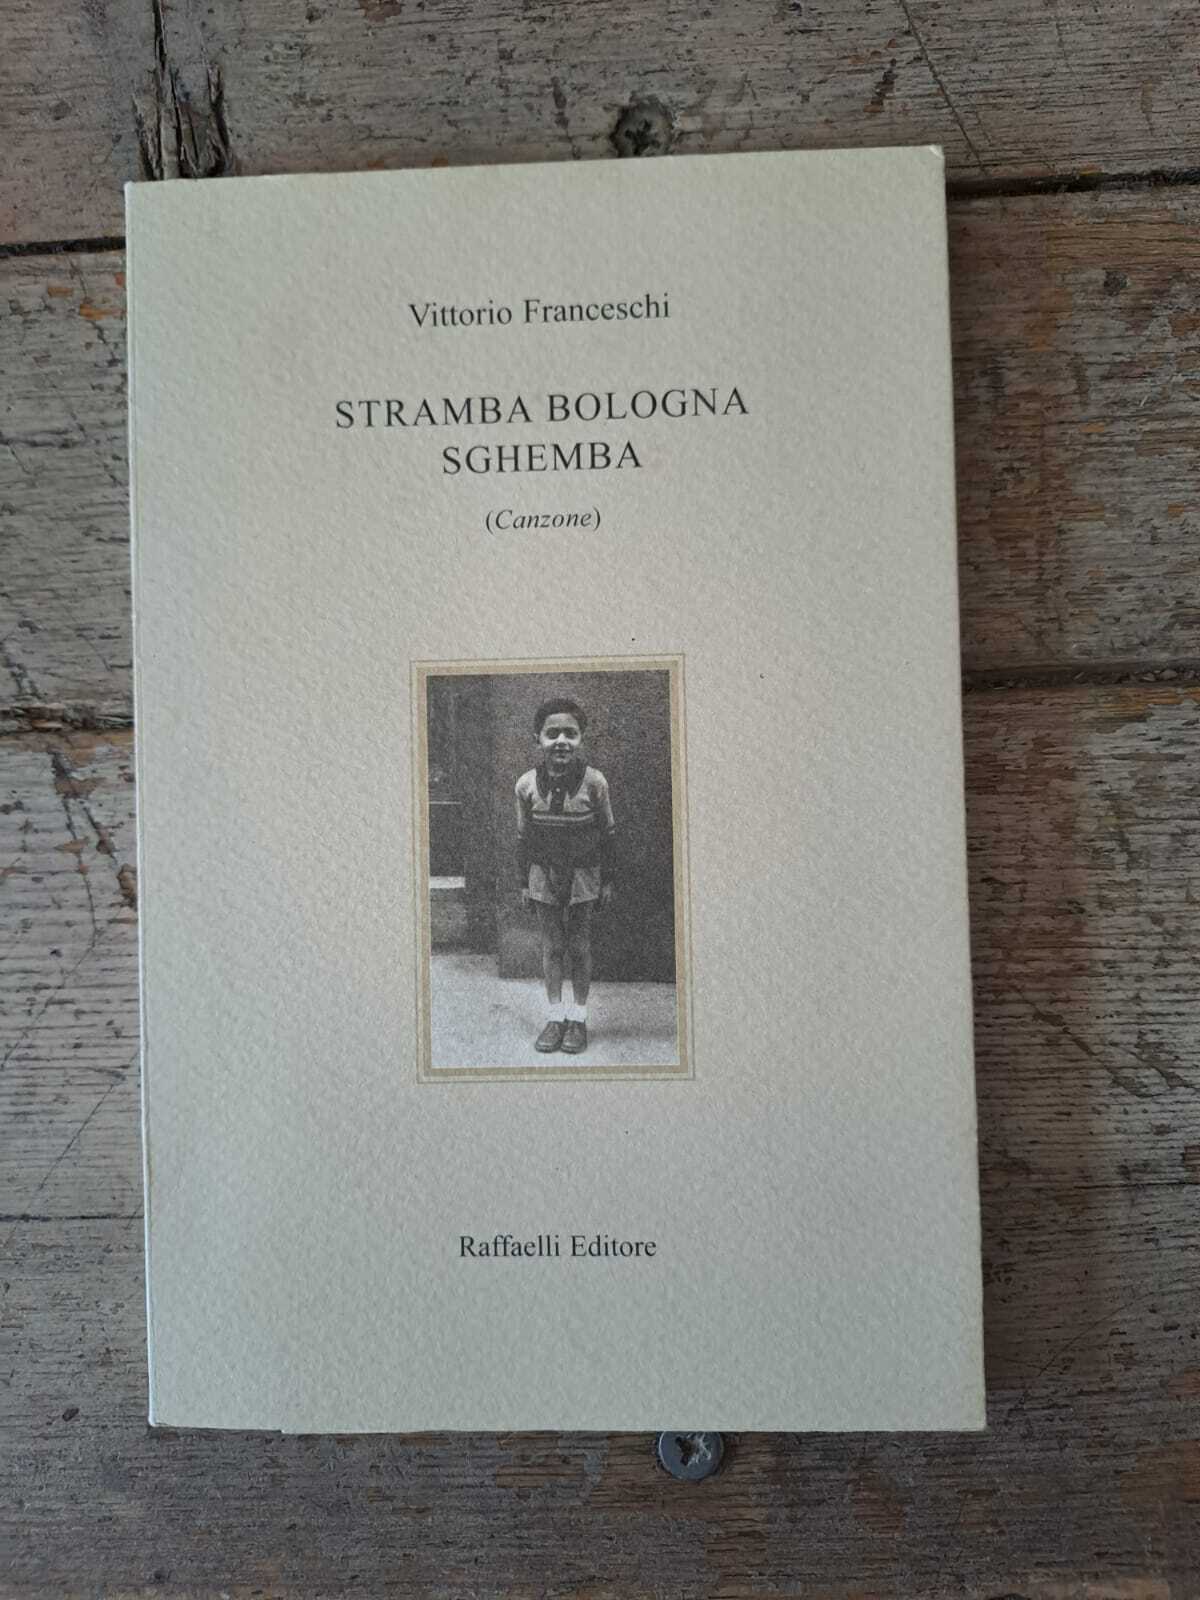 Vittorio Franceschi
STRAMBA BOLOGNA
SGHEMBA
(Canzone)
Raffaelli Editore